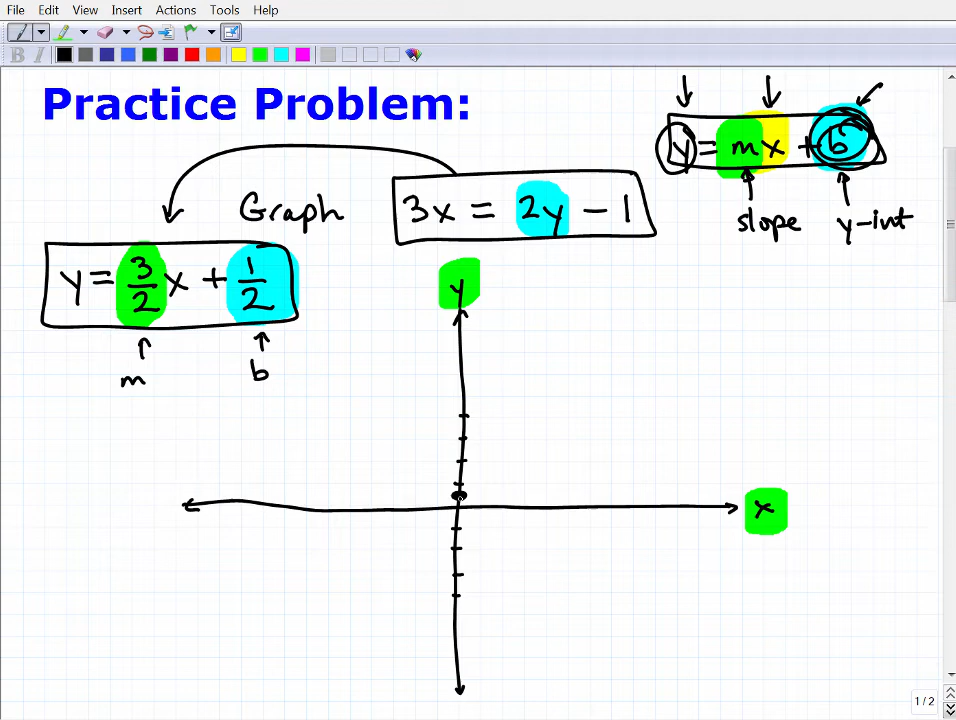 File Edit View Insert Actions Tools Help
B I
Practice Problem:
y = mx + b
slope
y-int
Graph
3x = 2y - 1
y = 3/2 x + 1/2
m
b
y
x
1 / 2